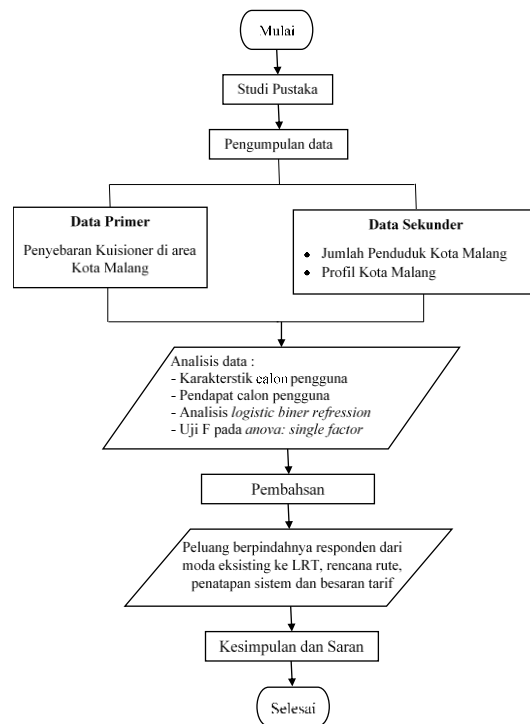 Mulai
Studi Pustaka
Pengumpulan data
Data Primer
Penyebaran Kuisioner di area
Kota Malang
Data Sekunder
• Jumlah Penduduk Kota Malang
• Profil Kota Malang
Analisis data :
- Karakterstik calon pengguna
- Pendapat calon pengguna
- Analisis logistic biner refression
- Uji F pada anova: single factor
Pembahsan
Peluang berpindahnya responden dari
moda eksisting ke LRT, rencana rute,
penatapan sistem dan besaran tarif
Kesimpulan dan Saran
Selesai